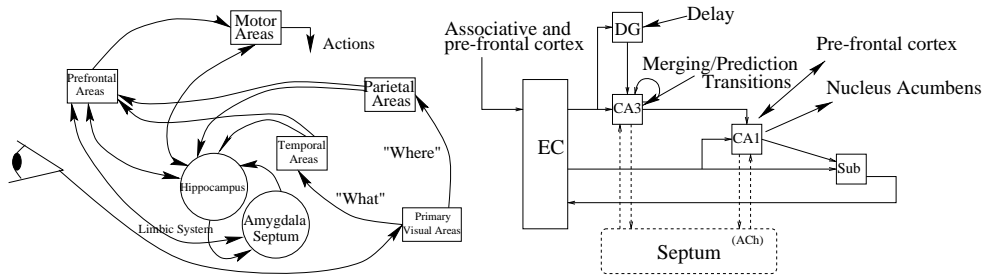 Motor
Areas
Actions
Prefrontal
Areas
Parietal
Areas
Temporal
Areas
"Where"
Hippocampus
"What"
Amygdala
Septum
Limbic System
Primary
Visual Areas
Associative and
pre-frontal cortex
DG
Delay
Merging/Prediction
Transitions
Pre-frontal cortex
CA3
Nucleus Acumbens
EC
CA1
Sub
(ACh)
Septum